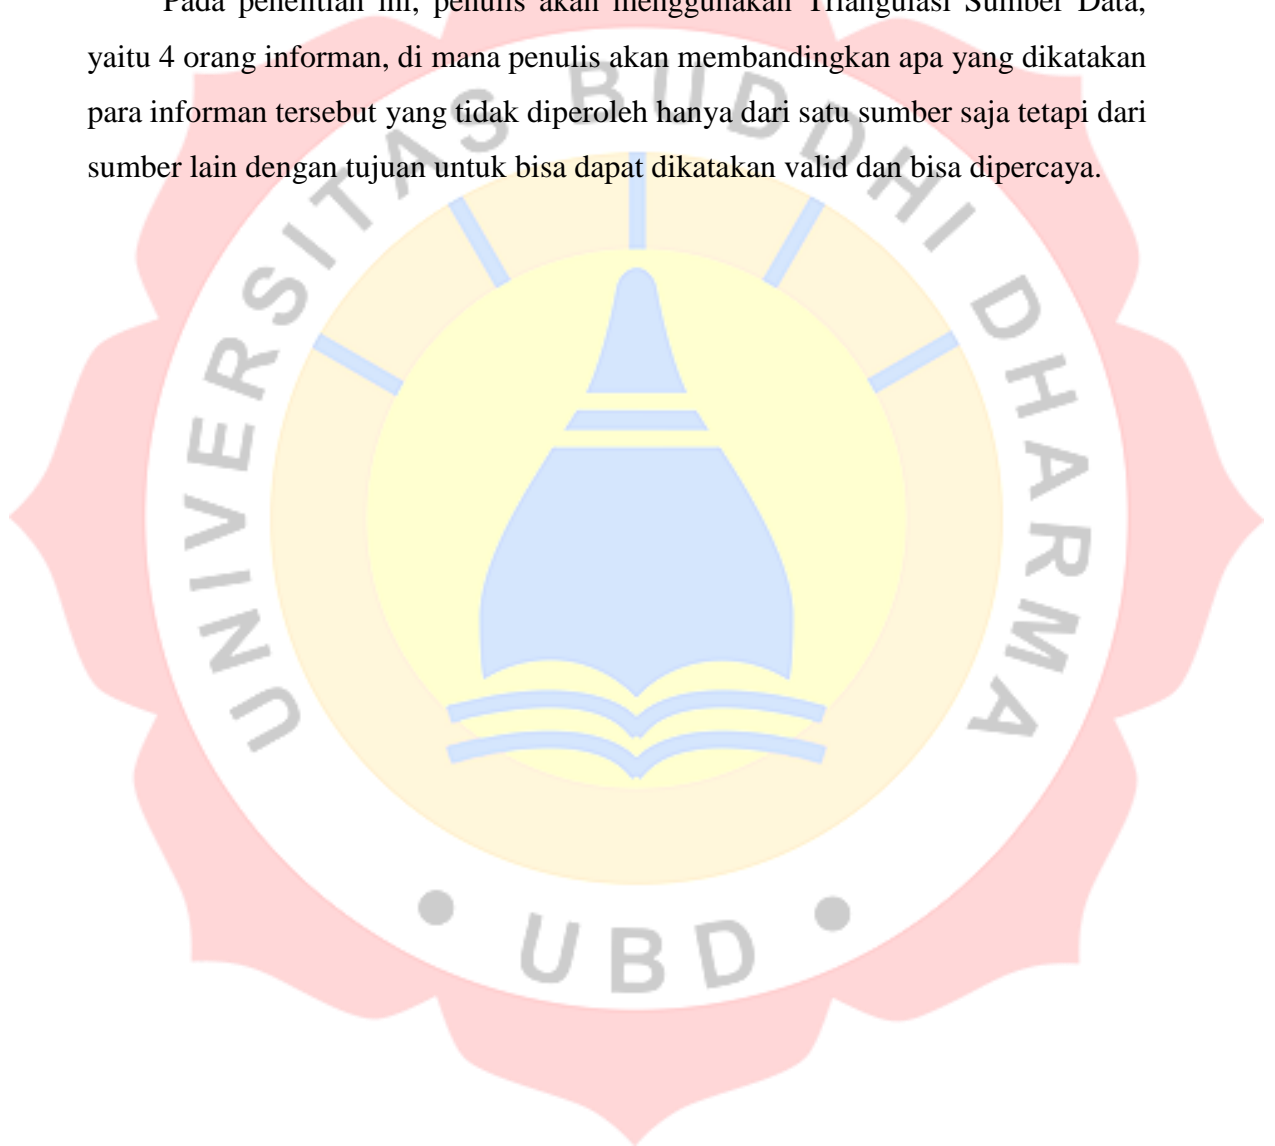 Pada penelitian ini, penulis akan menggunakan Triangulasi Sumber Data,
yaitu 4 orang informan, di mana penulis akan membandingkan apa yang dikatakan
para informan tersebut yang tidak diperoleh hanya dari satu sumber saja tetapi dari
sumber lain dengan tujuan untuk bisa dapat dikatakan valid dan bisa dipercaya.
UNIVERSITAS BUDDHI DHARMA
• UBD •